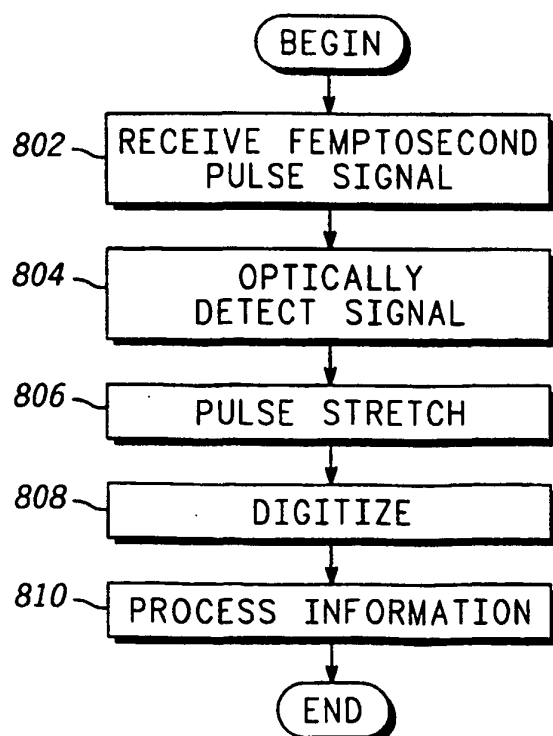 BEGIN
802
RECEIVE FEMPTOSECOND
PULSE SIGNAL
804
OPTICALLY
DETECT SIGNAL
806
PULSE STRETCH
808
DIGITIZE
810
PROCESS INFORMATION
END